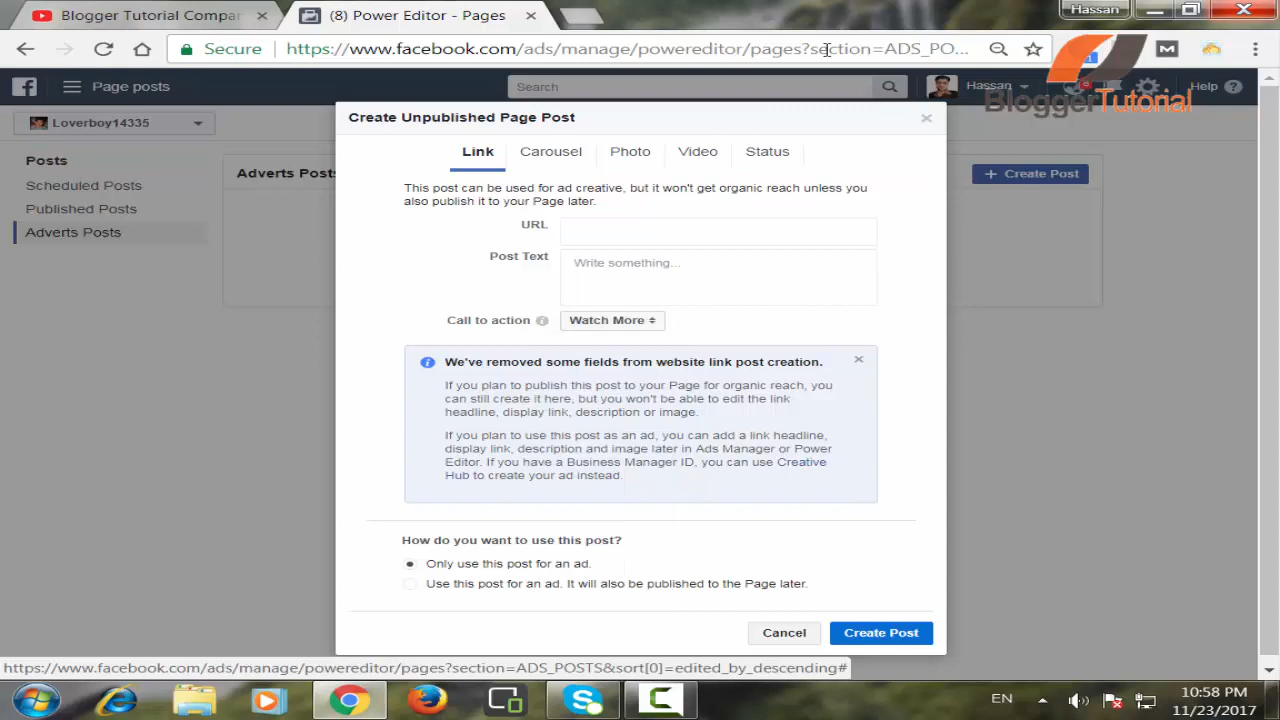 Blogger Tutorial Compar
(8) Power Editor - Pages
Hassan
Secure
https://www.facebook.com/ads/manage/powereditor/pages?section=ADS_PO...
Page posts
Search
Hassan
Help
BloggerTutorial
Loverboy14335
Posts
Scheduled Posts
Published Posts
Adverts Posts
Adverts Posts
+ Create Post
Create Unpublished Page Post
Link
Carousel
Photo
Video
Status
This post can be used for ad creative, but it won't get organic reach unless you
also publish it to your Page later.
URL
Post Text
Write something...
Call to action
Watch More
We've removed some fields from website link post creation.
If you plan to publish this post to your Page for organic reach, you
can still create it here, but you won't be able to edit the link
headline, display link, description or image.
If you plan to use this post as an ad, you can add a link headline,
display link, description and image later in Ads Manager or Power
Editor. If you have a Business Manager ID, you can use Creative
Hub to create your ad instead.
How do you want to use this post?
Only use this post for an ad.
Use this post for an ad. It will also be published to the Page later.
Cancel
Create Post
https://www.facebook.com/ads/manage/powereditor/pages?section=ADS_POSTS&sort[0]=edited_by_descending#
EN
10:58 PM
11/23/2017